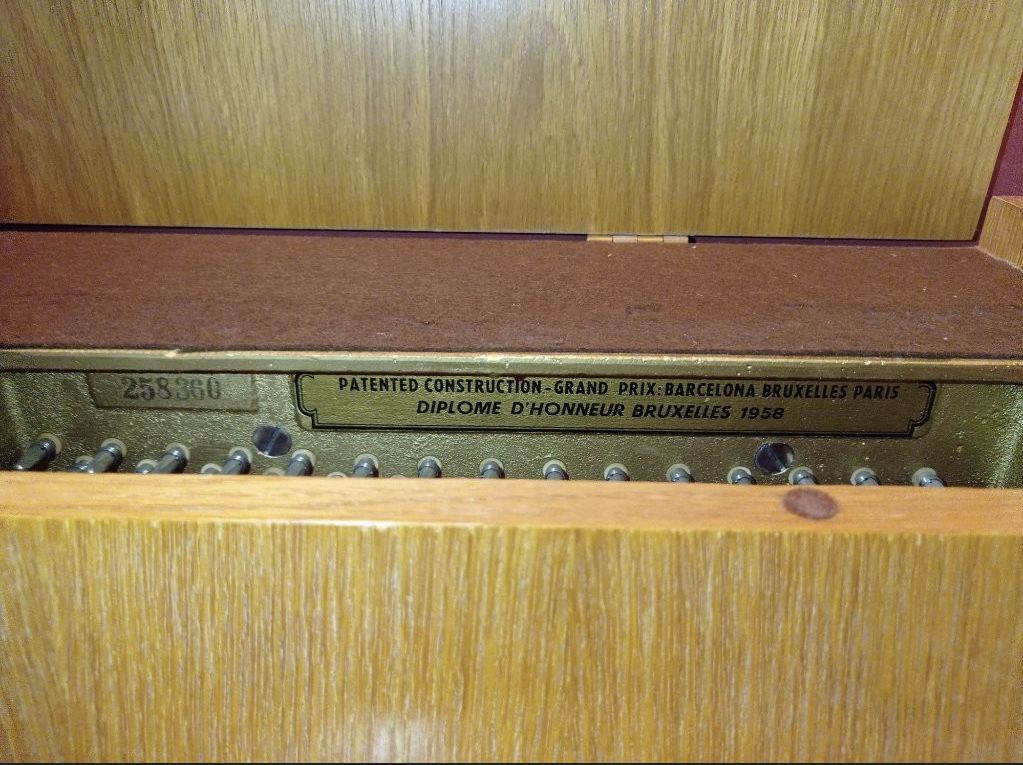 258360
PATENTED CONSTRUCTION-GRAND PRIX: BARCELONA BRUXELLES PARIS
DIPLOME D'HONNEUR BRUXELLES 1958